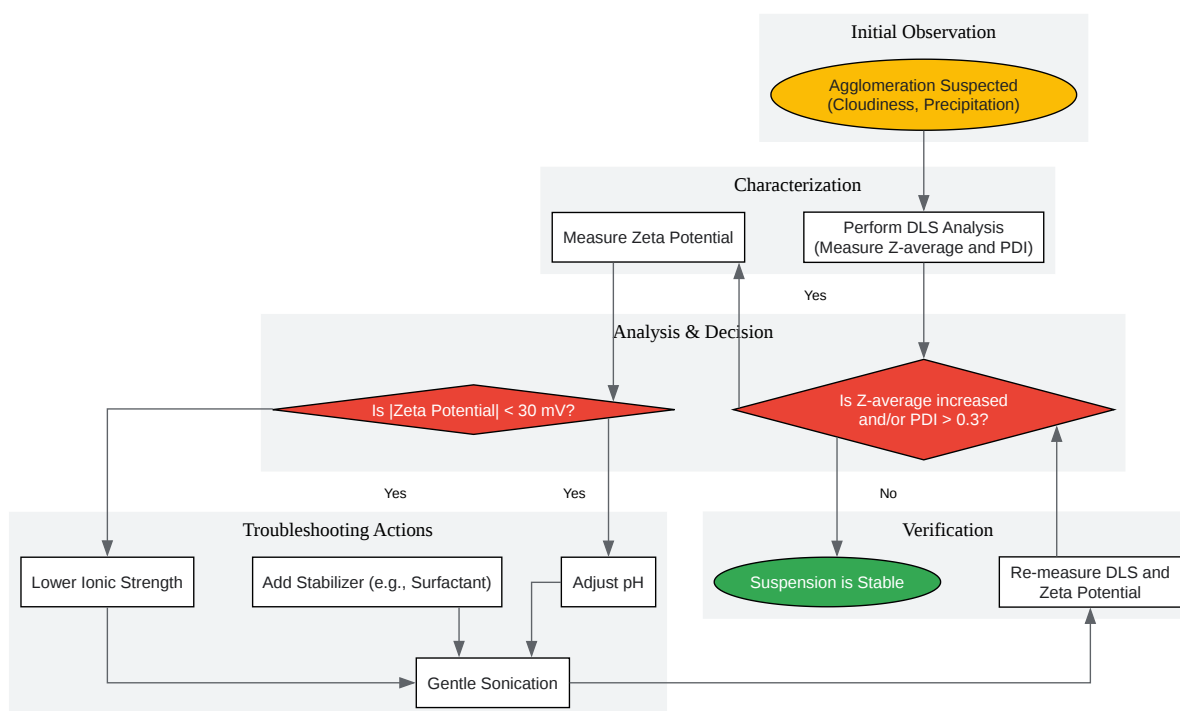 Initial Observation
Agglomeration Suspected
(Cloudiness, Precipitation)
Characterization
Measure Zeta Potential
Perform DLS Analysis
(Measure Z-average and PDI)
Yes
Analysis & Decision
Is |Zeta Potential| < 30 mV?
Is Z-average increased
and/or PDI > 0.3?
Yes
Yes
No
Troubleshooting Actions
Verification
Lower Ionic Strength
Add Stabilizer (e.g., Surfactant)
Adjust pH
Suspension is Stable
Re-measure DLS and
Zeta Potential
Gentle Sonication